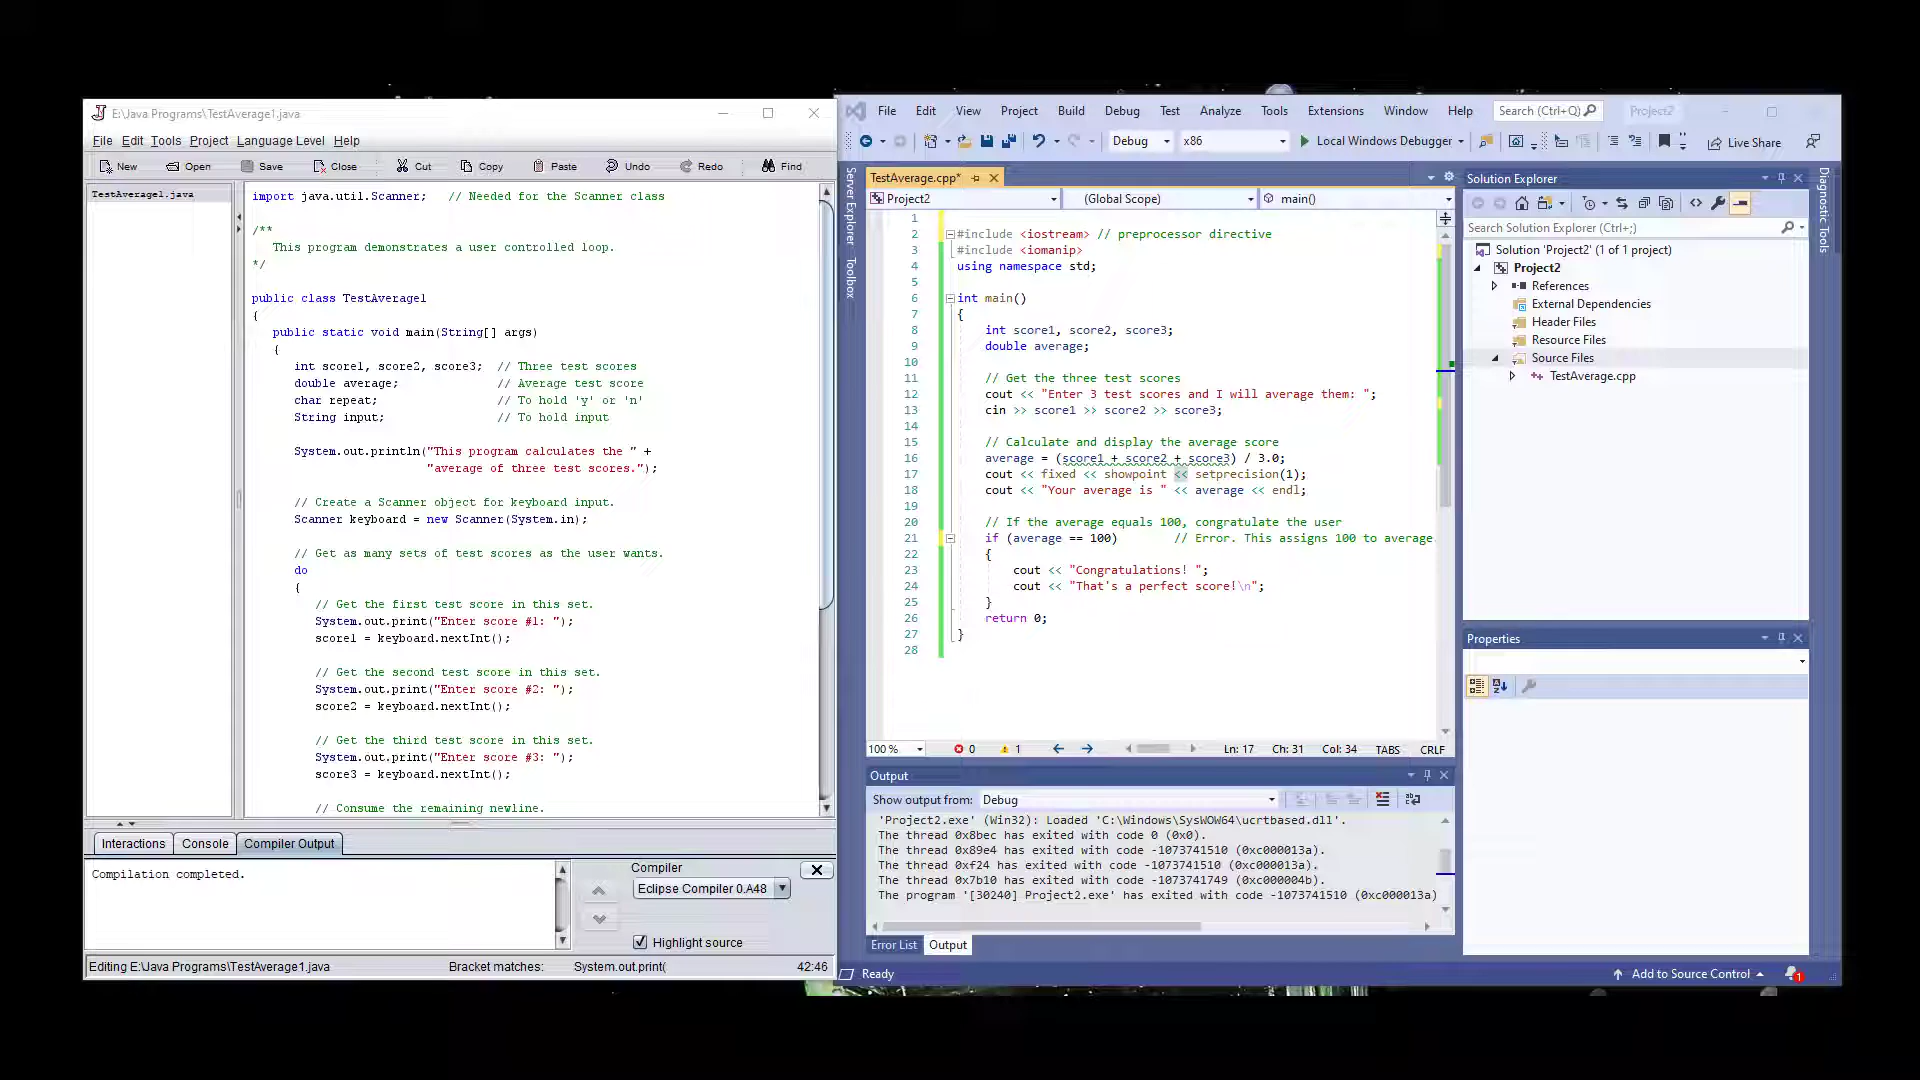 E:\Java Programs\TestAverage1.java
File Edit Tools Project Language Level Help
New Open Save Close Cut Copy Paste Undo Redo Find
TestAverage1.java
import java.util.Scanner;   // Needed for the Scanner class
/**
This program demonstrates a user controlled loop.
*/
public class TestAverage1
{
public static void main(String[] args)
{
int score1, score2, score3;  // Three test scores
double average;              // Average test score
char repeat;                 // To hold 'y' or 'n'
String input;                // To hold input
System.out.println("This program calculates the " +
"average of three test scores.");
// Create a Scanner object for keyboard input.
Scanner keyboard = new Scanner(System.in);
// Get as many sets of test scores as the user wants.
do
{
// Get the first test score in this set.
System.out.print("Enter score #1: ");
score1 = keyboard.nextInt();
// Get the second test score in this set.
System.out.print("Enter score #2: ");
score2 = keyboard.nextInt();
// Get the third test score in this set.
System.out.print("Enter score #3: ");
score3 = keyboard.nextInt();
// Consume the remaining newline.
Interactions Console Compiler Output
Compilation completed.
Compiler
Eclipse Compiler 0.A48
Highlight source
Editing E:\Java Programs\TestAverage1.java Bracket matches: System.out.print( 42:46
File Edit View Project Build Debug Test Analyze Tools Extensions Window Help Search (Ctrl+Q) Project2
Debug x86 Local Windows Debugger Live Share
Server Explorer
Toolbox
TestAverage.cpp*
Project2 (Global Scope) main()
1
2 #include <iostream> // preprocessor directive
3 #include <iomanip>
4 using namespace std;
5
6 int main()
7 {
8 int score1, score2, score3;
9 double average;
10
11 // Get the three test scores
12 cout << "Enter 3 test scores and I will average them: ";
13 cin >> score1 >> score2 >> score3;
14
15 // Calculate and display the average score
16 average = (score1 + score2 + score3) / 3.0;
17 cout << fixed << showpoint << setprecision(1);
18 cout << "Your average is " << average << endl;
19
20 // If the average equals 100, congratulate the user
21 if (average == 100)        // Error. This assigns 100 to average.
22 {
23 cout << "Congratulations! ";
24 cout << "That's a perfect score!\n";
25 }
26 return 0;
27 }
28
100 % 0 1 Ln: 17 Ch: 31 Col: 34 TABS CRLF
Output
Show output from: Debug
'Project2.exe' (Win32): Loaded 'C:\Windows\SysWOW64\ucrtbased.dll'.
The thread 0x8bec has exited with code 0 (0x0).
The thread 0x89e4 has exited with code -1073741510 (0xc000013a).
The thread 0xf24 has exited with code -1073741510 (0xc000013a).
The thread 0x7b10 has exited with code -1073741749 (0xc000004b).
The program '[30240] Project2.exe' has exited with code -1073741510 (0xc000013a)
Error List Output
Solution Explorer
Search Solution Explorer (Ctrl+;)
Solution 'Project2' (1 of 1 project)
Project2
References
External Dependencies
Header Files
Resource Files
Source Files
TestAverage.cpp
Properties
Diagnostic Tools
Ready Add to Source Control 1